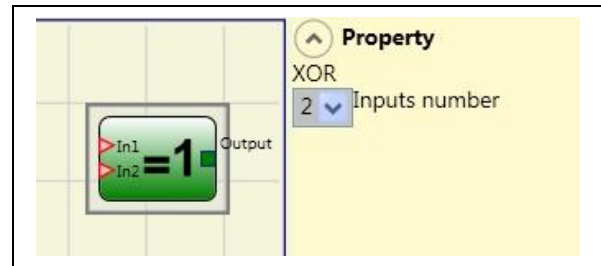 Property
XOR
2 Inputs number
In1
In2
=1
Output